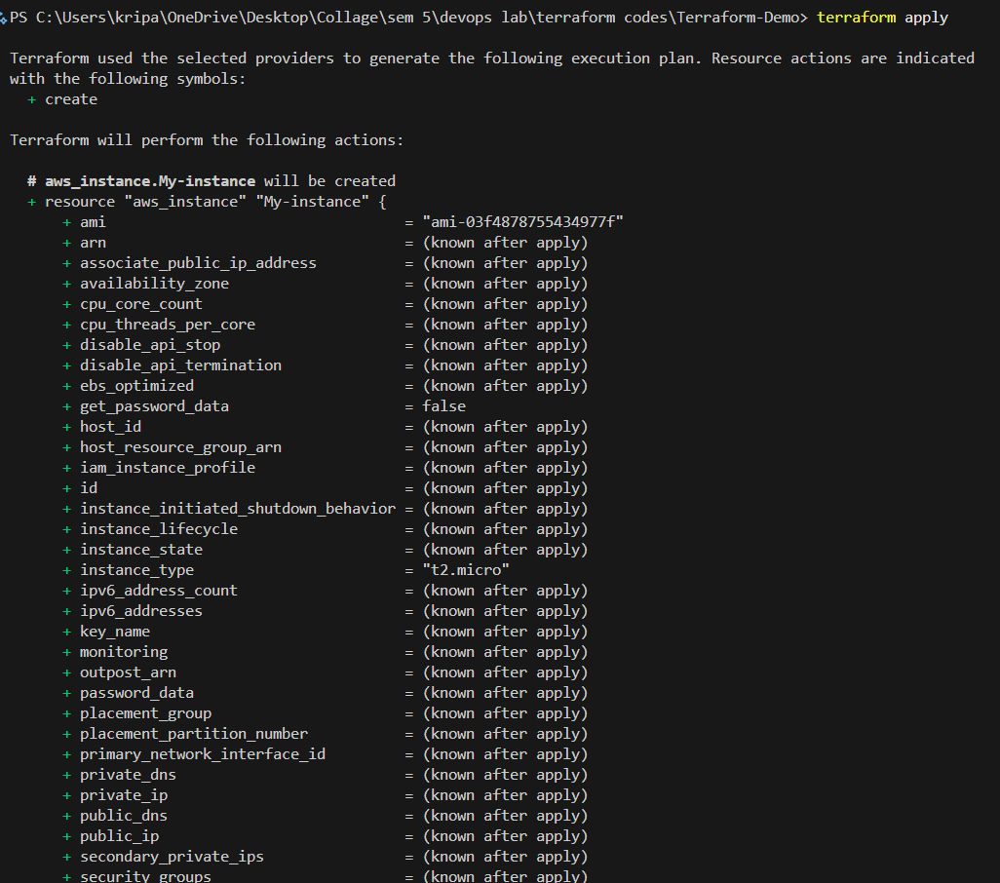 PS C:\Users\kripa\OneDrive\Desktop\Collage\sem 5\devops lab\terraform codes\Terraform-Demo> terraform apply
Terraform used the selected providers to generate the following execution plan. Resource actions are indicated
with the following symbols:
+ create
Terraform will perform the following actions:
# aws_instance.My-instance will be created
+ resource "aws_instance" "My-instance" {
+ ami = "ami-03f4878755434977f"
+ arn = (known after apply)
+ associate_public_ip_address = (known after apply)
+ availability_zone = (known after apply)
+ cpu_core_count = (known after apply)
+ cpu_threads_per_core = (known after apply)
+ disable_api_stop = (known after apply)
+ disable_api_termination = (known after apply)
+ ebs_optimized = (known after apply)
+ get_password_data = false
+ host_id = (known after apply)
+ host_resource_group_arn = (known after apply)
+ iam_instance_profile = (known after apply)
+ id = (known after apply)
+ instance_initiated_shutdown_behavior = (known after apply)
+ instance_lifecycle = (known after apply)
+ instance_state = (known after apply)
+ instance_type = "t2.micro"
+ ipv6_address_count = (known after apply)
+ ipv6_addresses = (known after apply)
+ key_name = (known after apply)
+ monitoring = (known after apply)
+ outpost_arn = (known after apply)
+ password_data = (known after apply)
+ placement_group = (known after apply)
+ placement_partition_number = (known after apply)
+ primary_network_interface_id = (known after apply)
+ private_dns = (known after apply)
+ private_ip = (known after apply)
+ public_dns = (known after apply)
+ public_ip = (known after apply)
+ secondary_private_ips = (known after apply)
+ security_groups = (known after apply)